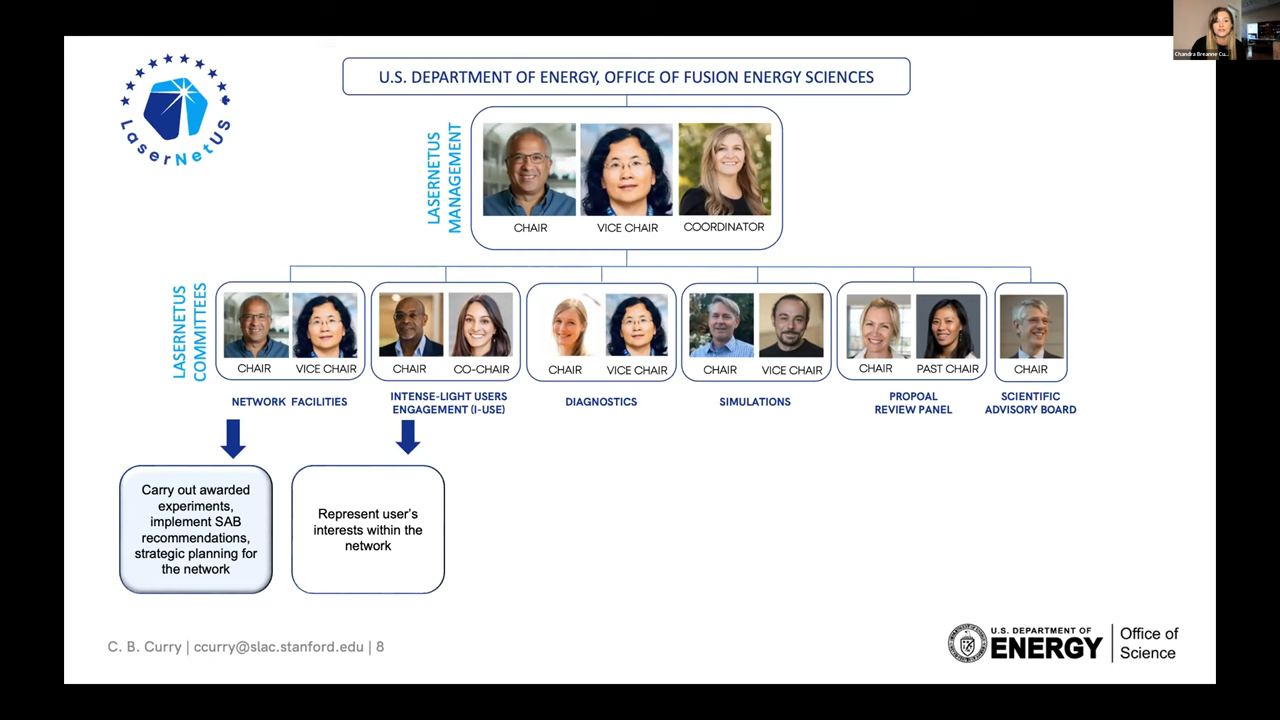 Chandra Breanne Cu...
LaserNetUS
U.S. DEPARTMENT OF ENERGY, OFFICE OF FUSION ENERGY SCIENCES
LASERNETUS
MANAGEMENT
CHAIR
VICE CHAIR
COORDINATOR
LASERNETUS
COMMITTEES
CHAIR
VICE CHAIR
CHAIR
CO-CHAIR
CHAIR
VICE CHAIR
CHAIR
VICE CHAIR
CHAIR
PAST CHAIR
CHAIR
NETWORK FACILITIES
INTENSE-LIGHT USERS
ENGAGEMENT (I-USE)
DIAGNOSTICS
SIMULATIONS
PROPOAL
REVIEW PANEL
SCIENTIFIC
ADVISORY BOARD
Carry out awarded
experiments,
implement SAB
recommendations,
strategic planning for
the network
Represent user's
interests within the
network
C. B. Curry | ccurry@slac.stanford.edu | 8
U.S. DEPARTMENT OF
ENERGY
Office of
Science